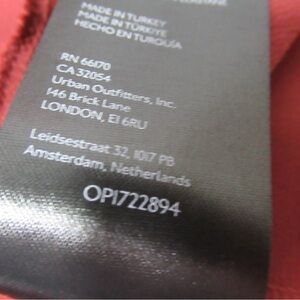 MADE IN TURKEY
MADE IN TÜRKIYE
HECHO EN TURQUÍA
RN 66170
CA 32054
Urban Outfitters, Inc.
146 Brick Lane
LONDON, E1 6RU
Leidsestraat 32, 1017 PB
Amsterdam, Netherlands
OP1722894